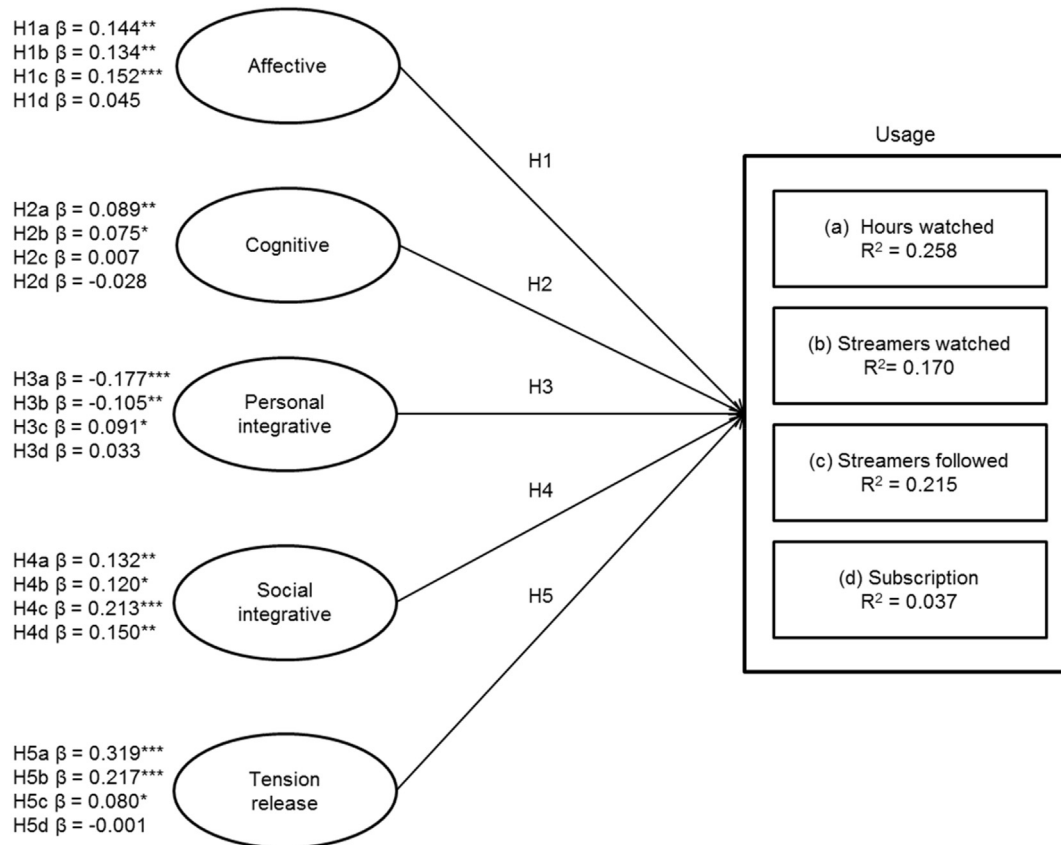 H1a β = 0.144**
H1b β = 0.134**
H1c β = 0.152***
H1d β = 0.045
Affective
H1
Usage
H2a β = 0.089**
H2b β = 0.075*
H2c β = 0.007
H2d β = -0.028
Cognitive
H2
(a) Hours watched
R² = 0.258
(b) Streamers watched
R²= 0.170
H3a β = -0.177***
H3b β = -0.105**
H3c β = 0.091*
H3d β = 0.033
Personal
integrative
H3
(c) Streamers followed
R² = 0.215
H4a β = 0.132**
H4b β = 0.120*
H4c β = 0.213***
H4d β = 0.150**
Social
integrative
H4
(d) Subscription
R² = 0.037
H5a β = 0.319***
H5b β = 0.217***
H5c β = 0.080*
H5d β = -0.001
Tension
release
H5